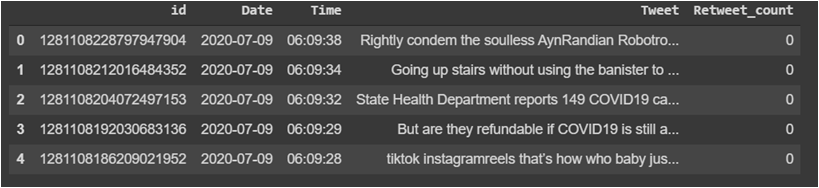 id Date Time Tweet Retweet_count
0 1281108228797947904 2020-07-09 06:09:38 Rightly condem the soulless AynRandian Robotro... 0
1 1281108212016484352 2020-07-09 06:09:34 Going up stairs without using the banister to ... 0
2 1281108204072497153 2020-07-09 06:09:32 State Health Department reports 149 COVID19 ca... 0
3 1281108192030683136 2020-07-09 06:09:29 But are they refundable if COVID19 is still a... 0
4 1281108186209021952 2020-07-09 06:09:28 tiktok instagramreels that's how who baby jus... 0